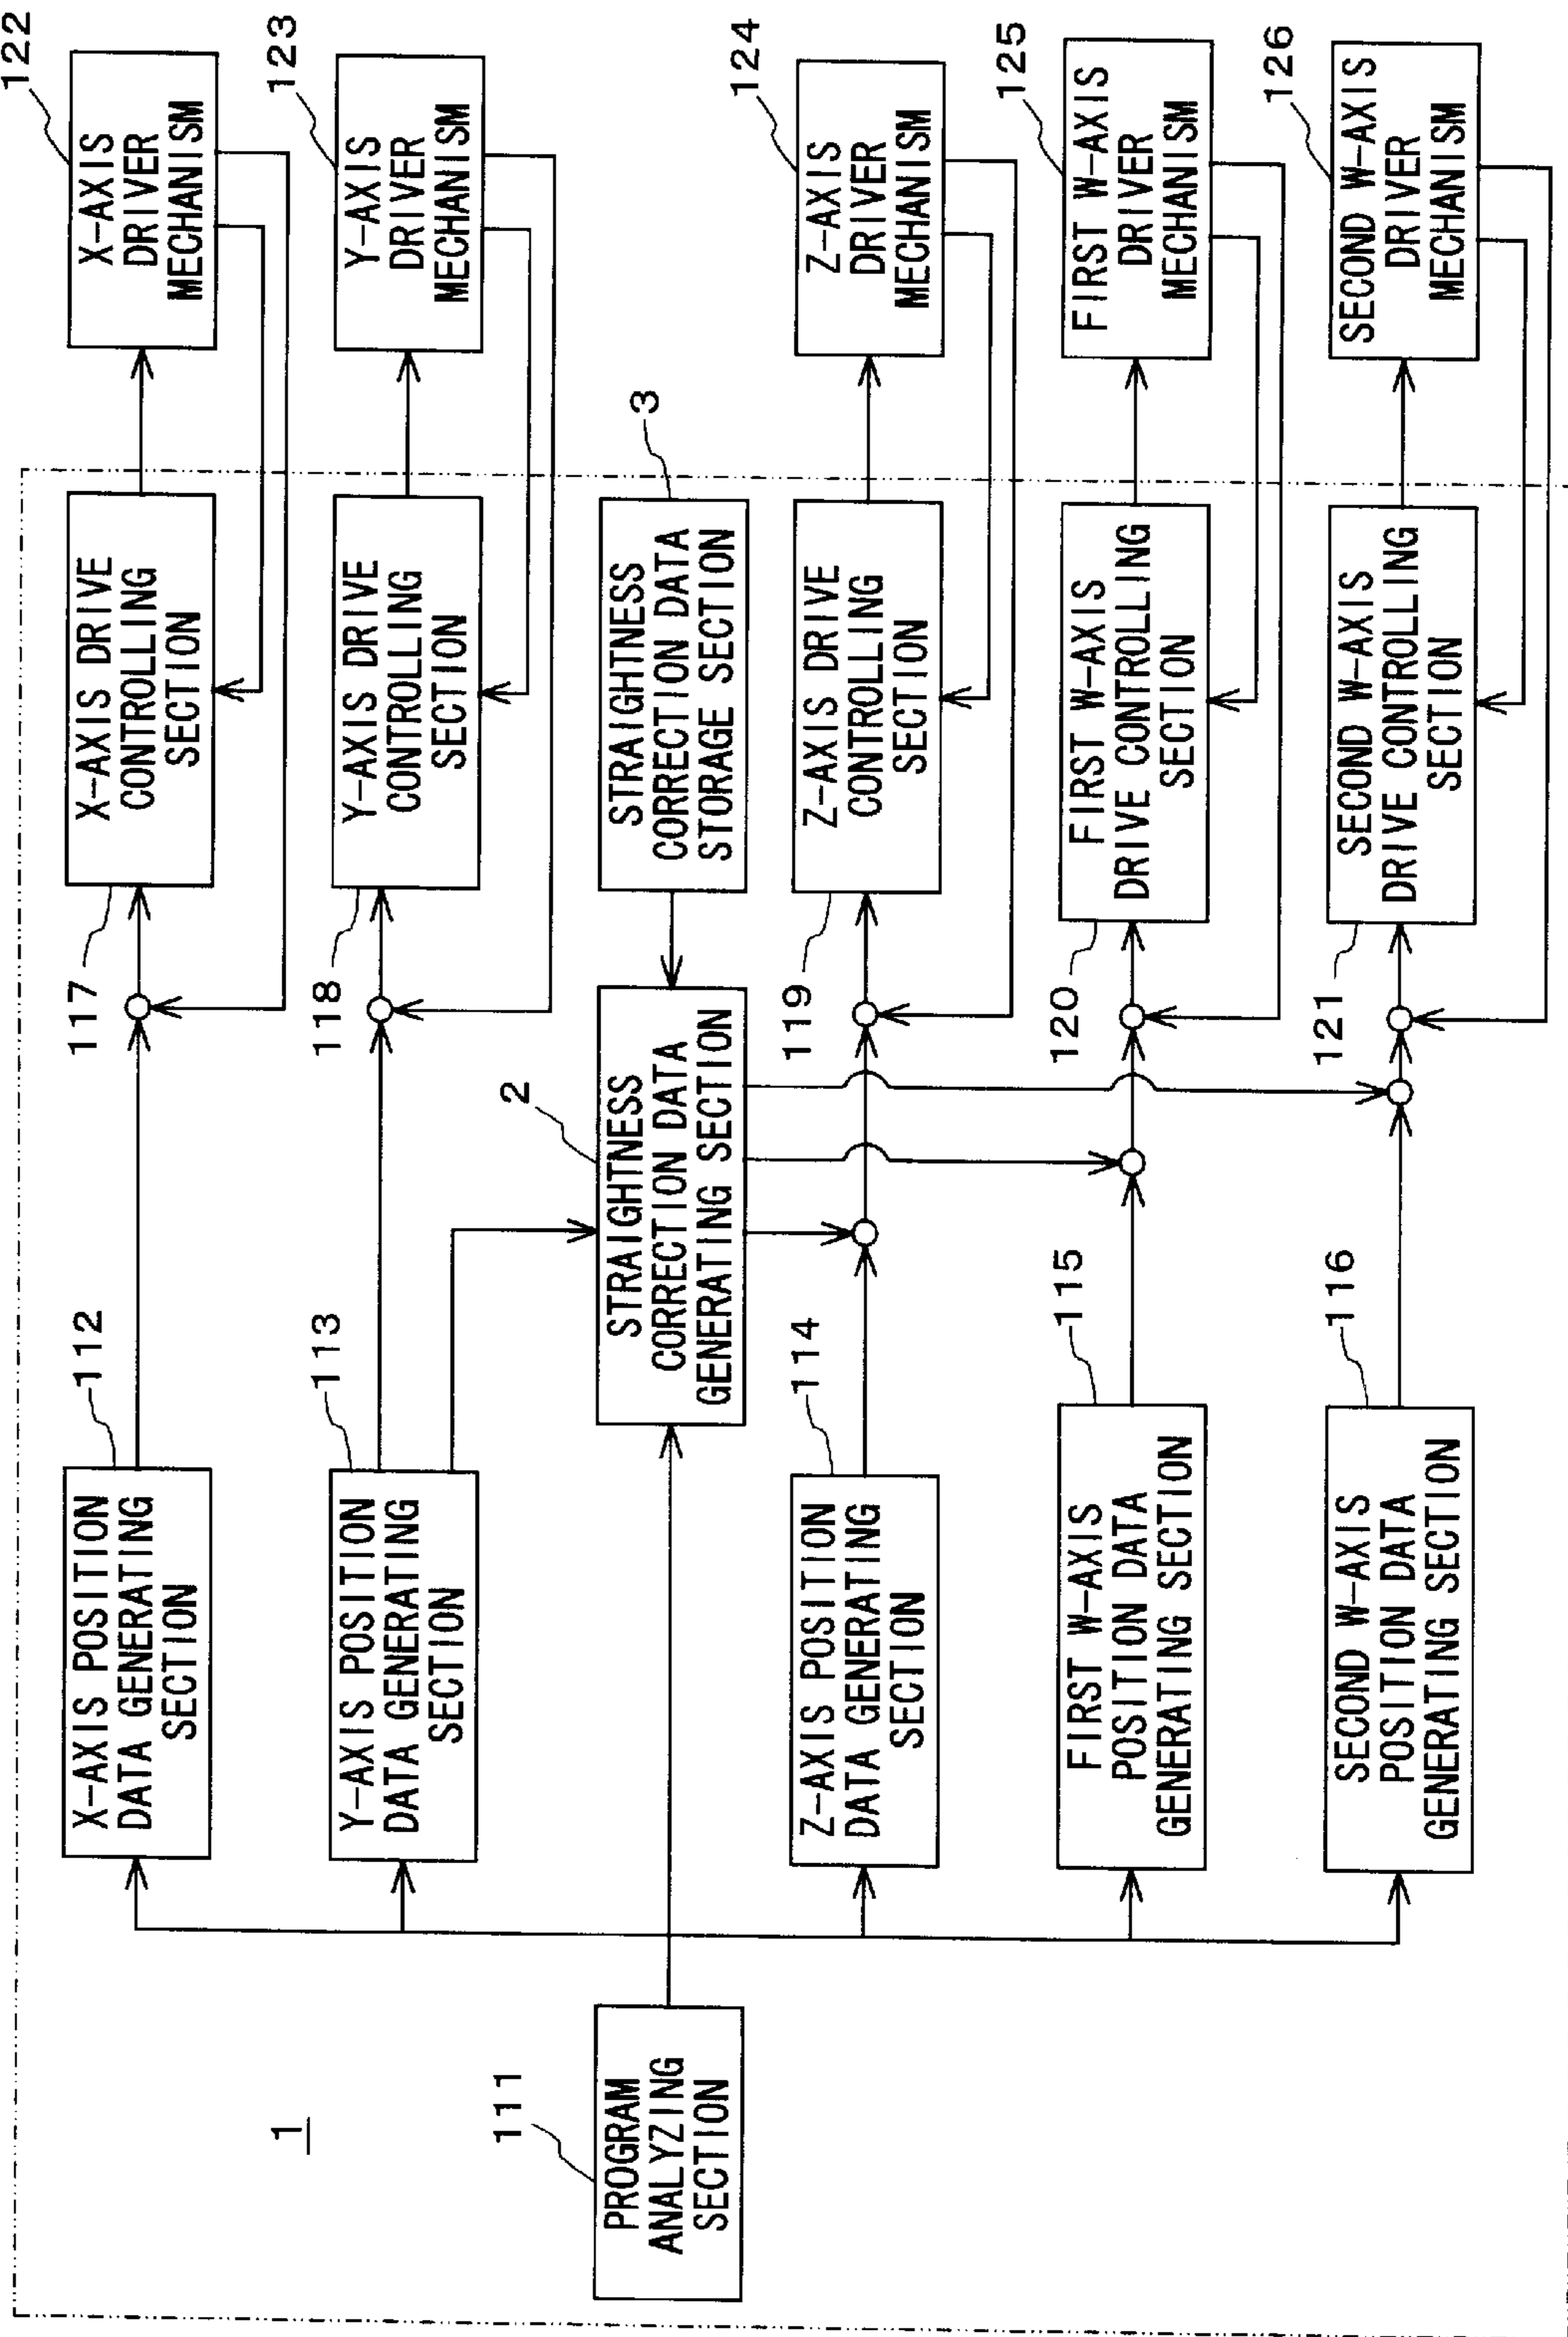 1
111
PROGRAM
ANALYZING
SECTION
112
X-AXIS POSITION
DATA GENERATING
SECTION
117
X-AXIS DRIVE
CONTROLLING
SECTION
122
X-AXIS
DRIVER
MECHANISM
113
Y-AXIS POSITION
DATA GENERATING
SECTION
118
Y-AXIS DRIVE
CONTROLLING
SECTION
123
Y-AXIS
DRIVER
MECHANISM
2
STRAIGHTNESS
CORRECTION DATA
GENERATING SECTION
3
STRAIGHTNESS
CORRECTION DATA
STORAGE SECTION
114
Z-AXIS POSITION
DATA GENERATING
SECTION
119
Z-AXIS DRIVE
CONTROLLING
SECTION
124
Z-AXIS
DRIVER
MECHANISM
115
FIRST W-AXIS
POSITION DATA
GENERATING SECTION
120
FIRST W-AXIS
DRIVE CONTROLLING
SECTION
125
FIRST W-AXIS
DRIVER
MECHANISM
116
SECOND W-AXIS
POSITION DATA
GENERATING SECTION
121
SECOND W-AXIS
DRIVE CONTROLLING
SECTION
126
SECOND W-AXIS
DRIVER
MECHANISM